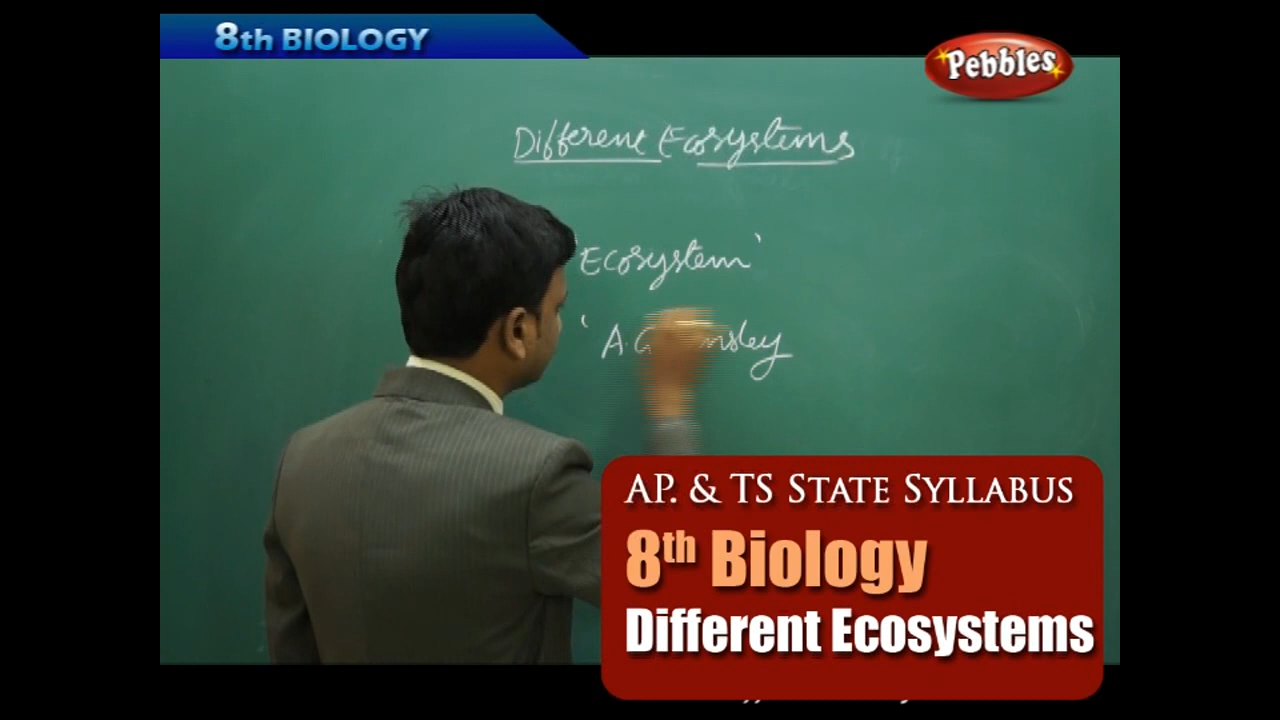 8th BIOLOGY
Pebbles
Different Ecosystems
'Ecosystem'
' A.
AP. & TS STATE SYLLABUS
8th Biology
Different Ecosystems